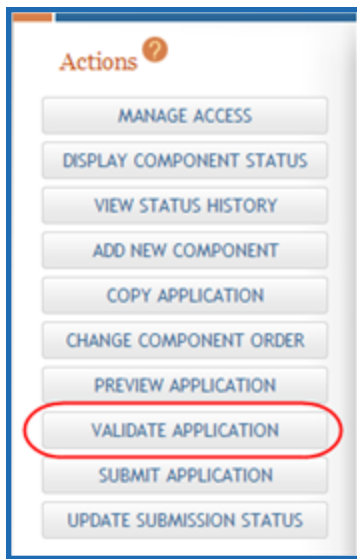 Actions ?
MANAGE ACCESS
DISPLAY COMPONENT STATUS
VIEW STATUS HISTORY
ADD NEW COMPONENT
COPY APPLICATION
CHANGE COMPONENT ORDER
PREVIEW APPLICATION
VALIDATE APPLICATION
SUBMIT APPLICATION
UPDATE SUBMISSION STATUS